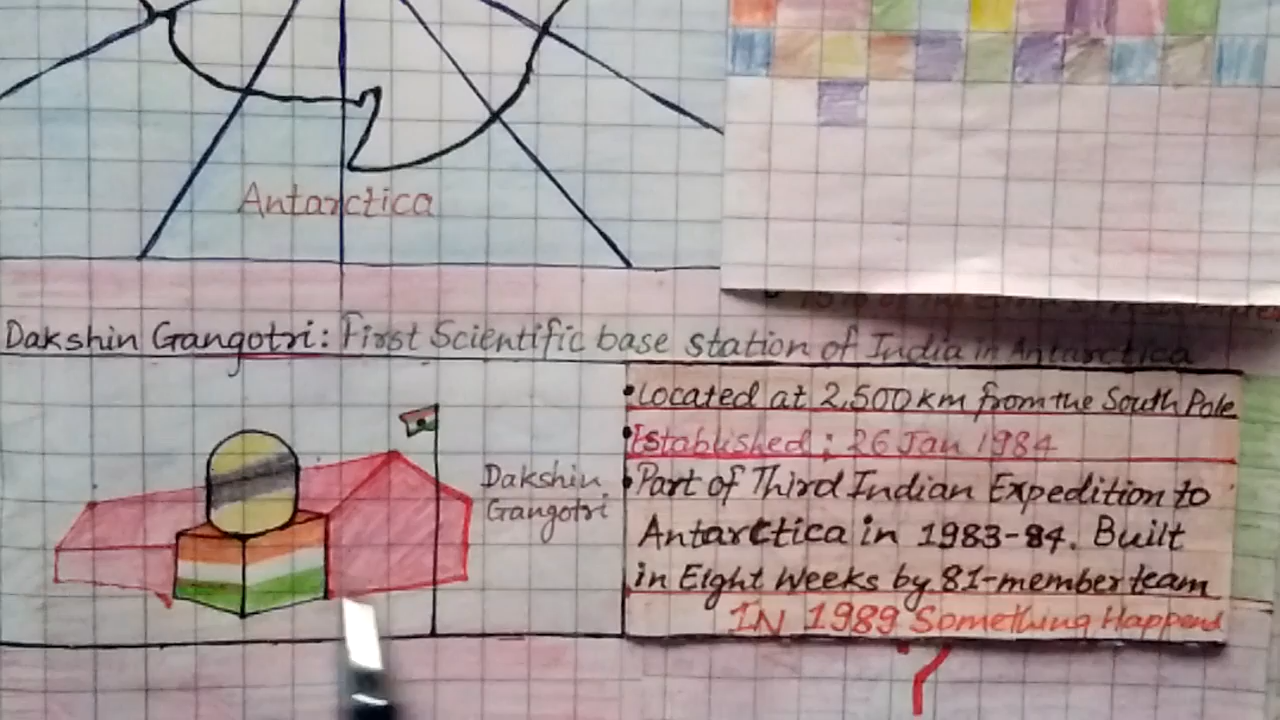 Antarctica
Dakshin Gangotri: First Scientific base station of India in Antarctica
Dakshin
Gangotri
•Located at 2,500 km from the South Pole
•Established : 26 Jan 1984
•Part of Third Indian Expedition to
Antarctica in 1983-84. Built
in Eight Weeks by 81-member team
IN 1989 Something Happend